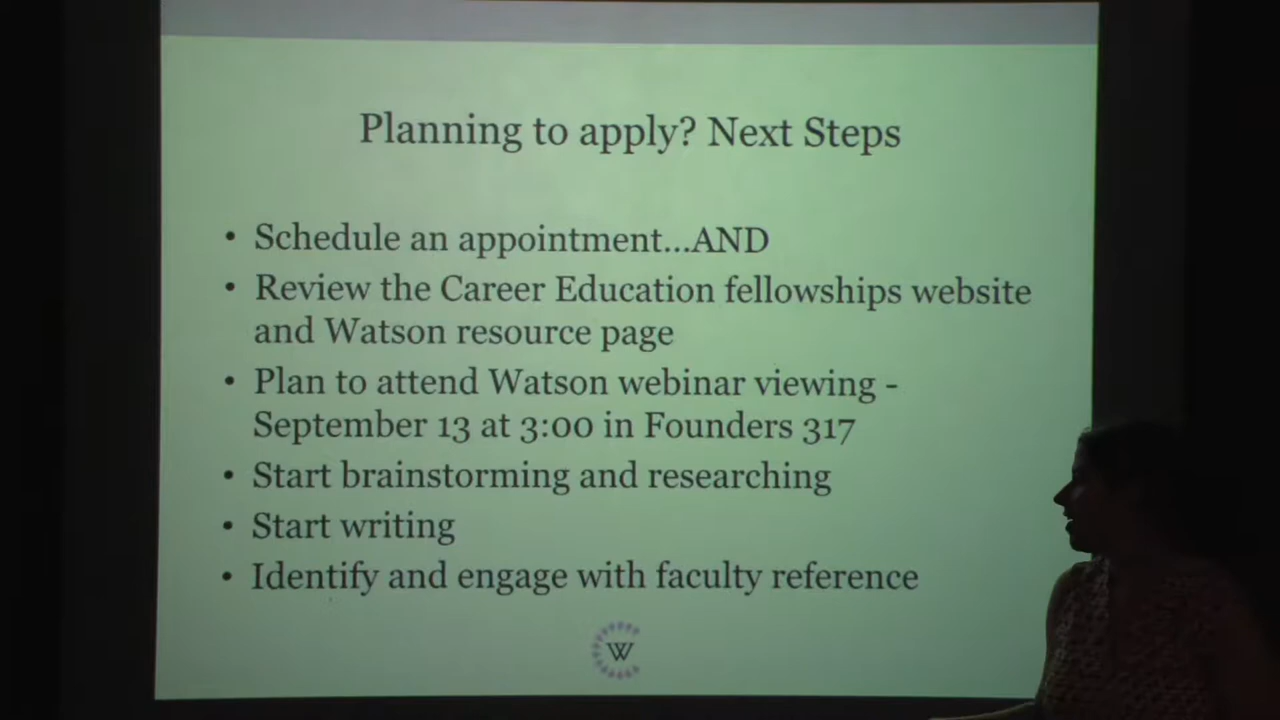 Planning to apply? Next Steps
• Schedule an appointment...AND
• Review the Career Education fellowships website
and Watson resource page
• Plan to attend Watson webinar viewing -
September 13 at 3:00 in Founders 317
• Start brainstorming and researching
• Start writing
• Identify and engage with faculty reference
W